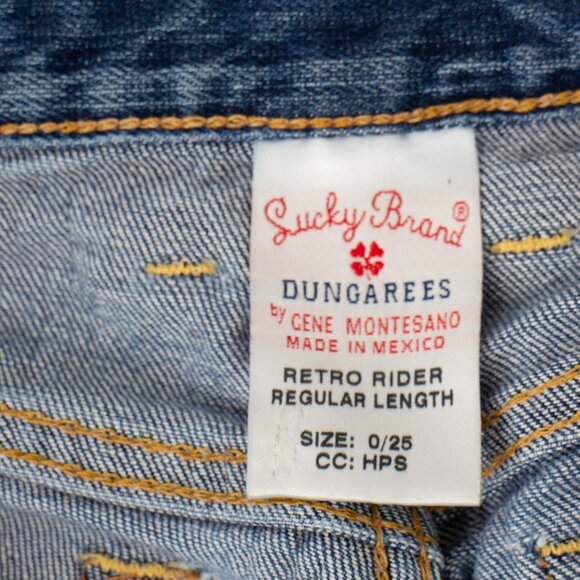 Lucky Brand®
DUNGAREES
by GENE MONTESANO
MADE IN MEXICO
RETRO RIDER
REGULAR LENGTH
SIZE: 0/25
CC: HPS